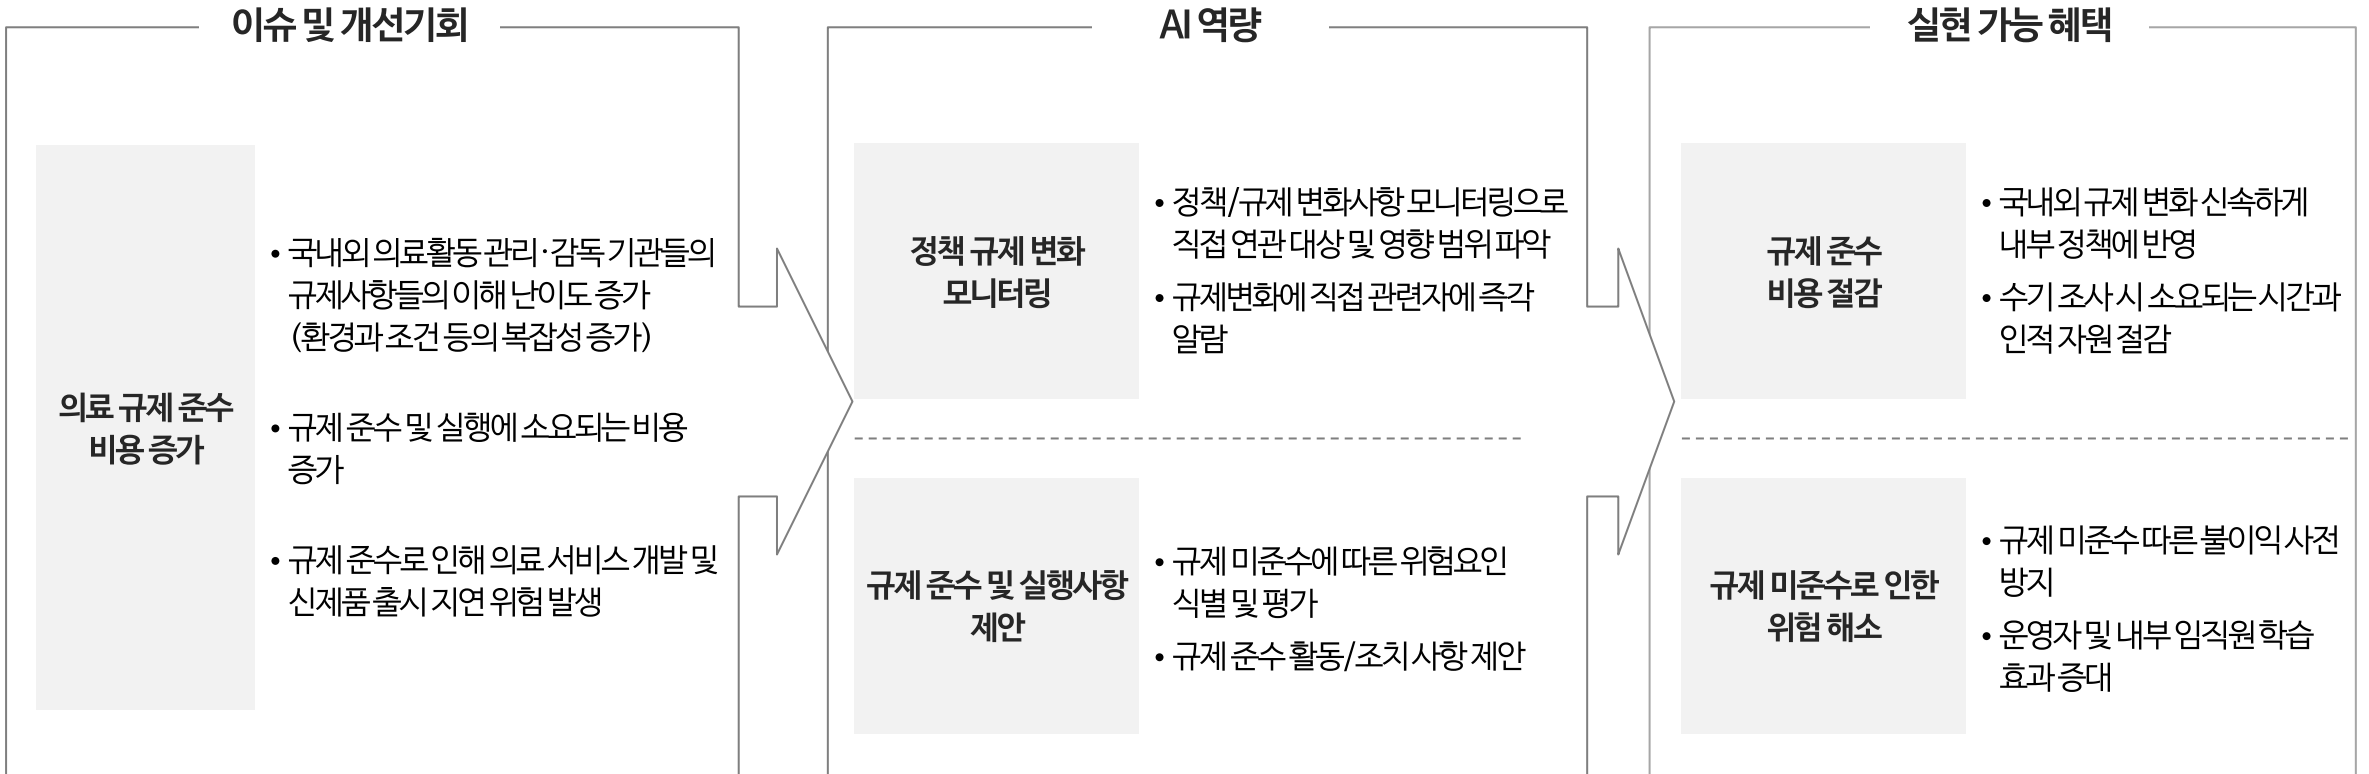 이슈 및 개선기회
의료 규제 준수
비용 증가
• 국내외 의료활동 관리·감독 기관들의
규제사항들의 이해 난이도 증가
(환경과 조건 등의 복잡성 증가)
• 규제 준수 및 실행에 소요되는 비용
증가
• 규제 준수로 인해 의료 서비스 개발 및
신제품 출시 지연 위험 발생
AI 역량
정책 규제 변화
모니터링
• 정책/규제 변화사항 모니터링으로
직접 연관 대상 및 영향 범위 파악
• 규제변화에 직접 관련자에 즉각
알람
규제 준수 및 실행사항
제안
• 규제 미준수에 따른 위험요인
식별 및 평가
• 규제 준수 활동/조치 사항 제안
실현 가능 혜택
규제 준수
비용 절감
• 국내외 규제 변화 신속하게
내부 정책에 반영
• 수기 조사 시 소요되는 시간과
인적 자원 절감
규제 미준수로 인한
위험 해소
• 규제 미준수 따른 불이익 사전
방지
• 운영자 및 내부 임직원 학습
효과 증대